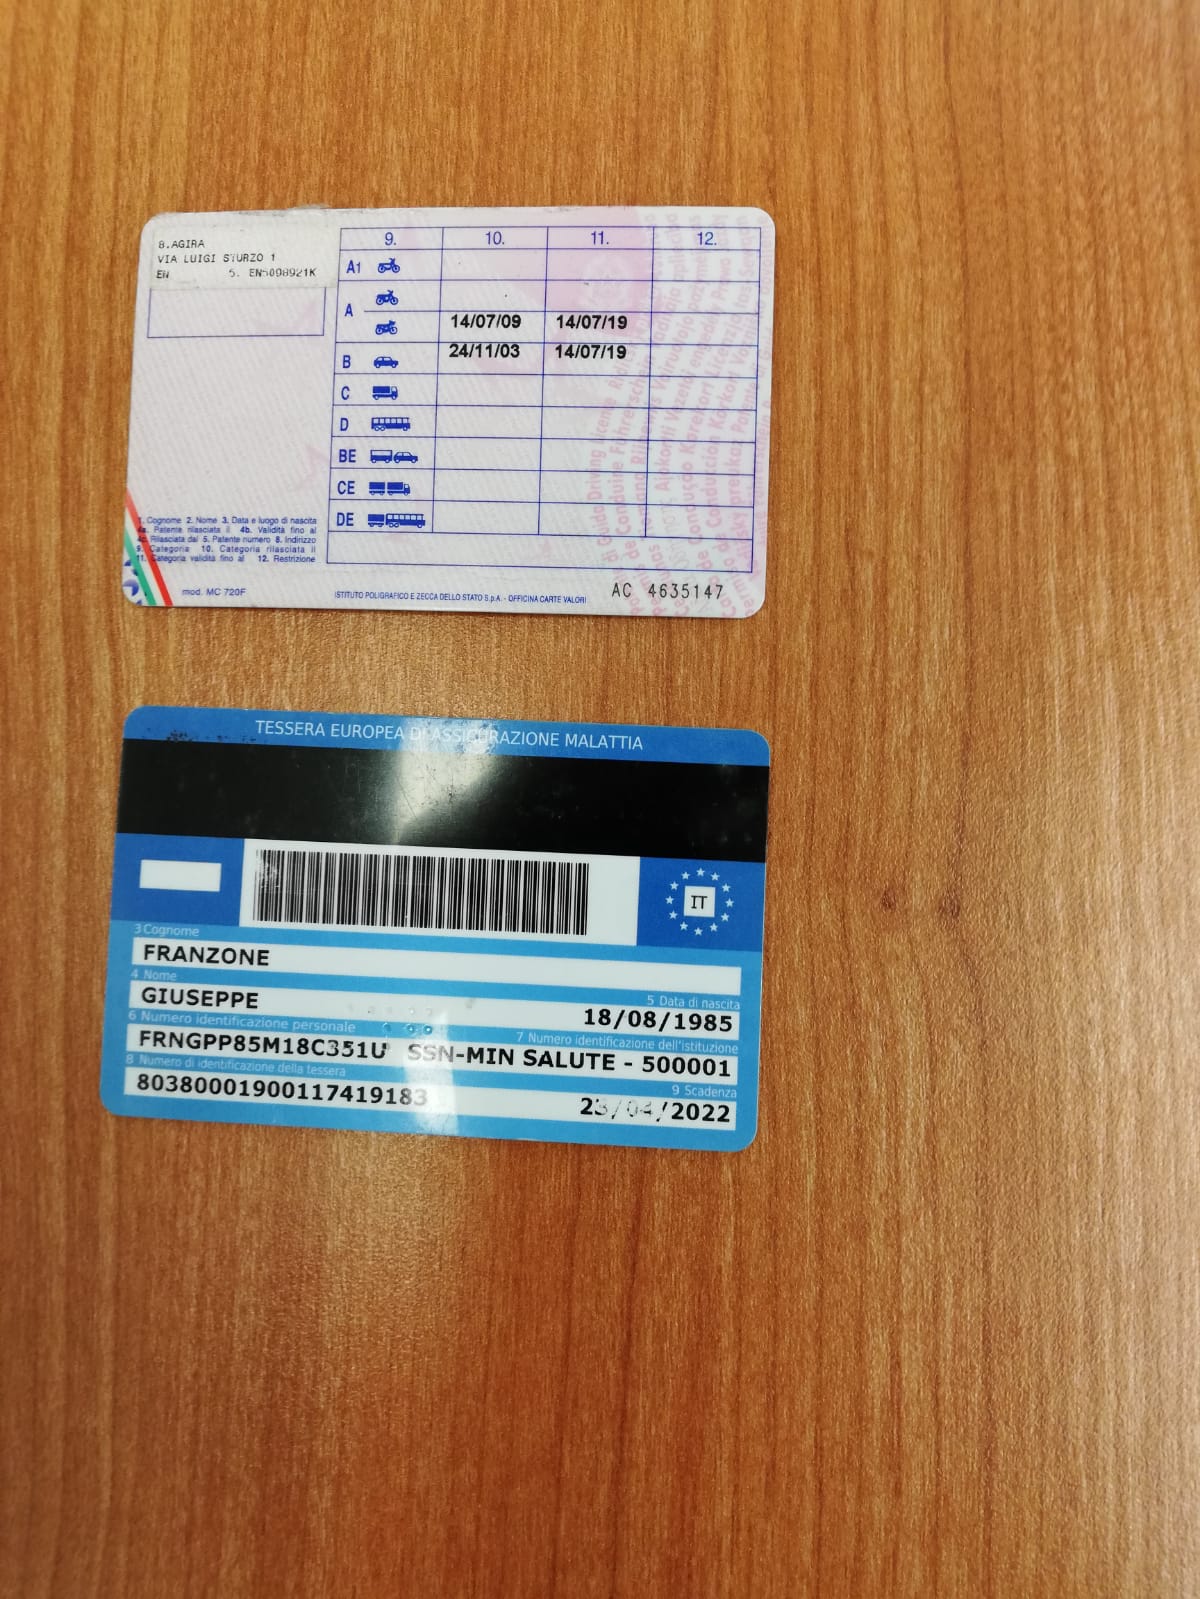 8.AGIRA
VIA LUIGI STURZO 1
EN 5. EN5098921K
9. 10. 11. 12.
A1
A
14/07/09 14/07/19
B 24/11/03 14/07/19
C
D
BE
CE
DE
1. Cognome 2. Nome 3. Data e luogo di nascita
4a. Patente rilasciata il 4b. Validità fino al
4c. Rilasciata dal 5. Patente numero 8. Indirizzo
9. Categoria 10. Categoria rilasciata il
11. Categoria validità fino al 12. Restrizione
mod. MC 720F
ISTITUTO POLIGRAFICO E ZECCA DELLO STATO S.p.A. - OFFICINA CARTE VALORI
AC 4635147
TESSERA EUROPEA DI ASSICURAZIONE MALATTIA
IT
3 Cognome
FRANZONE
4 Nome
GIUSEPPE
5 Data di nascita
18/08/1985
6 Numero identificazione personale
FRNGPP85M18C351U
7 Numero identificazione dell'istituzione
SSN-MIN SALUTE - 500001
8 Numero di identificazione della tessera
80380001900117419183
9 Scadenza
23/04/2022